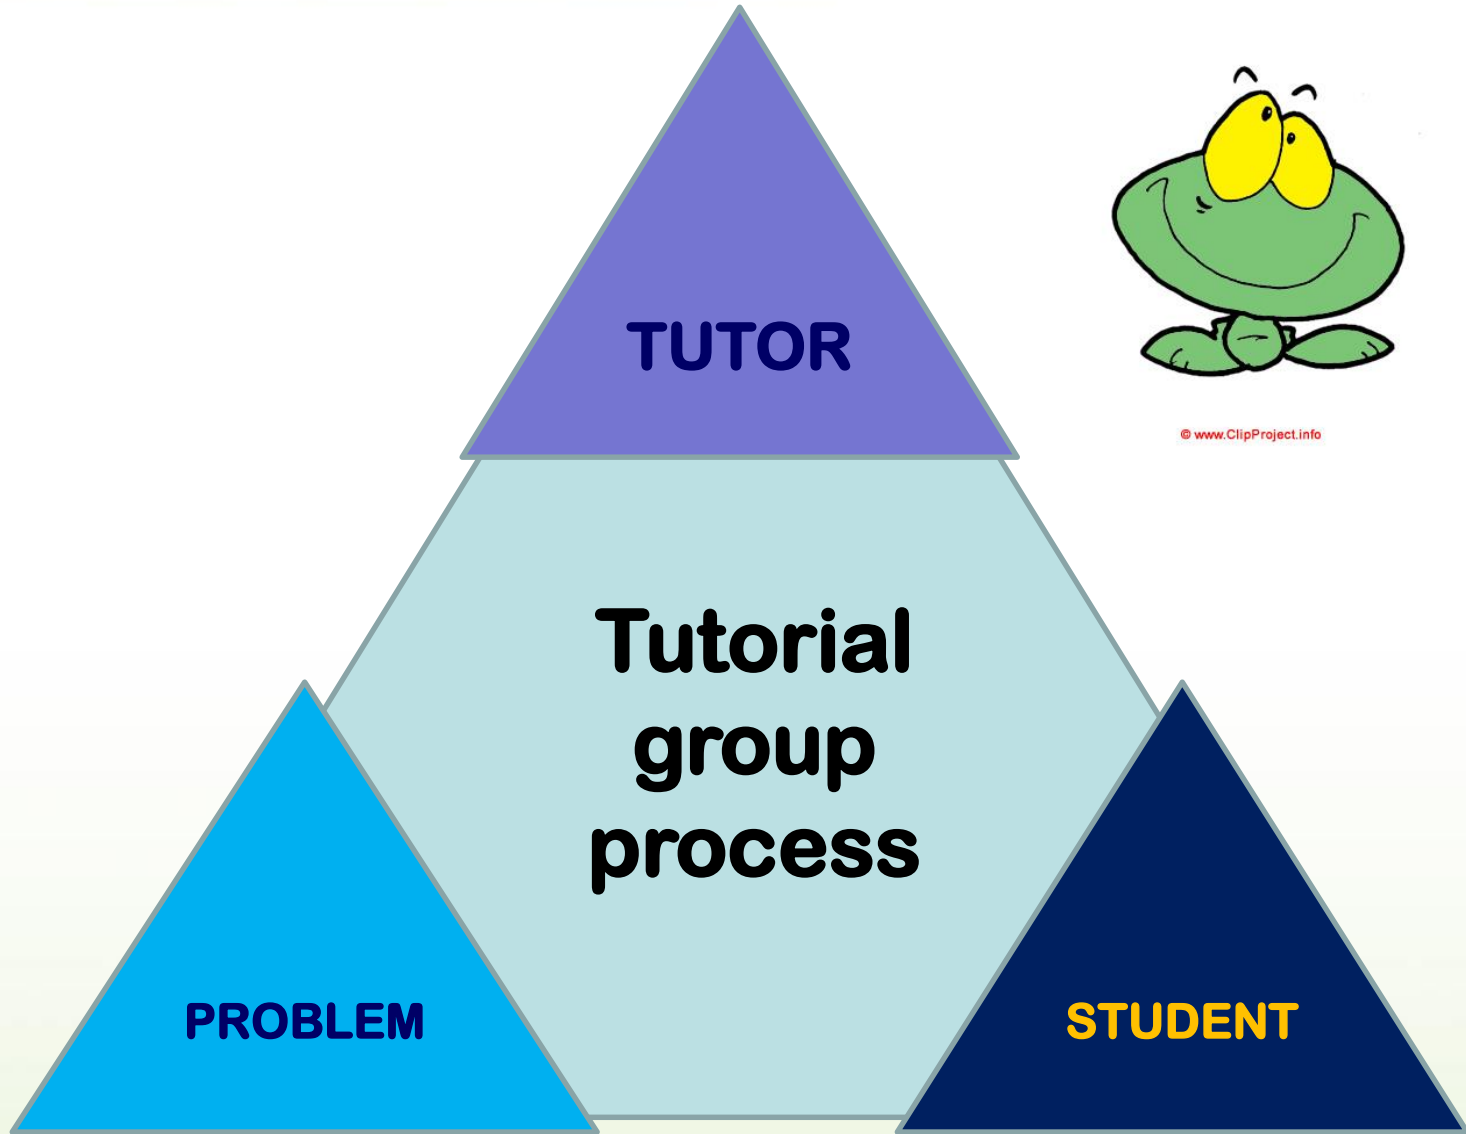 TUTOR
© www.ClipProject.info
Tutorial
group
process
PROBLEM
STUDENT